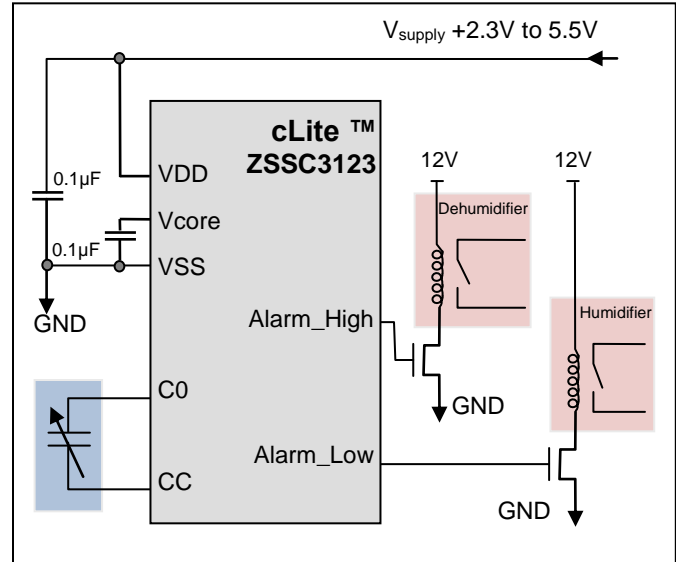 Vsupply +2.3V to 5.5V
cLite ™
ZSSC3123
12V
12V
0.1µF
VDD
Dehumidifier
Vcore
0.1µF
VSS
Humidifier
GND
Alarm_High
C0
GND
Alarm_Low
CC
GND